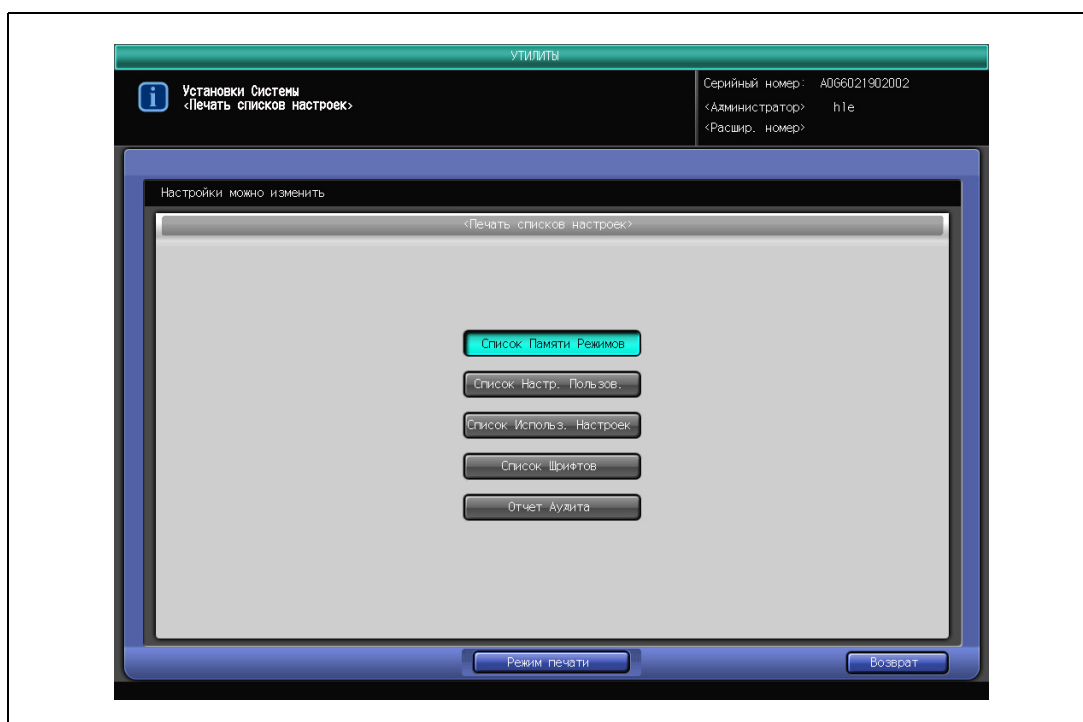 УТИЛИТЫ
Установки Системы
<Печать списков настроек>
Серийный номер: A0G6021902002
<Администратор> hle
<Расшир. номер>
Настройки можно изменить
<Печать списков настроек>
Список Памяти Режимов
Список Настр. Пользов.
Список Использ. Настроек
Список Шрифтов
Отчет Аудита
Режим печати
Возврат